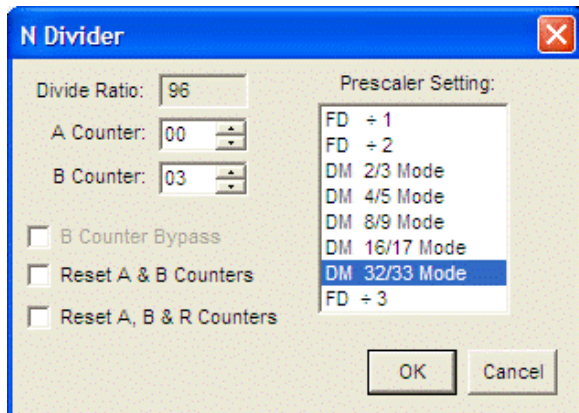 N Divider
Divide Ratio: 96
A Counter: 00
B Counter: 03
B Counter Bypass
Reset A & B Counters
Reset A, B & R Counters
Prescaler Setting:
FD ÷ 1
FD ÷ 2
DM 2/3 Mode
DM 4/5 Mode
DM 8/9 Mode
DM 16/17 Mode
DM 32/33 Mode
FD ÷ 3
OK
Cancel